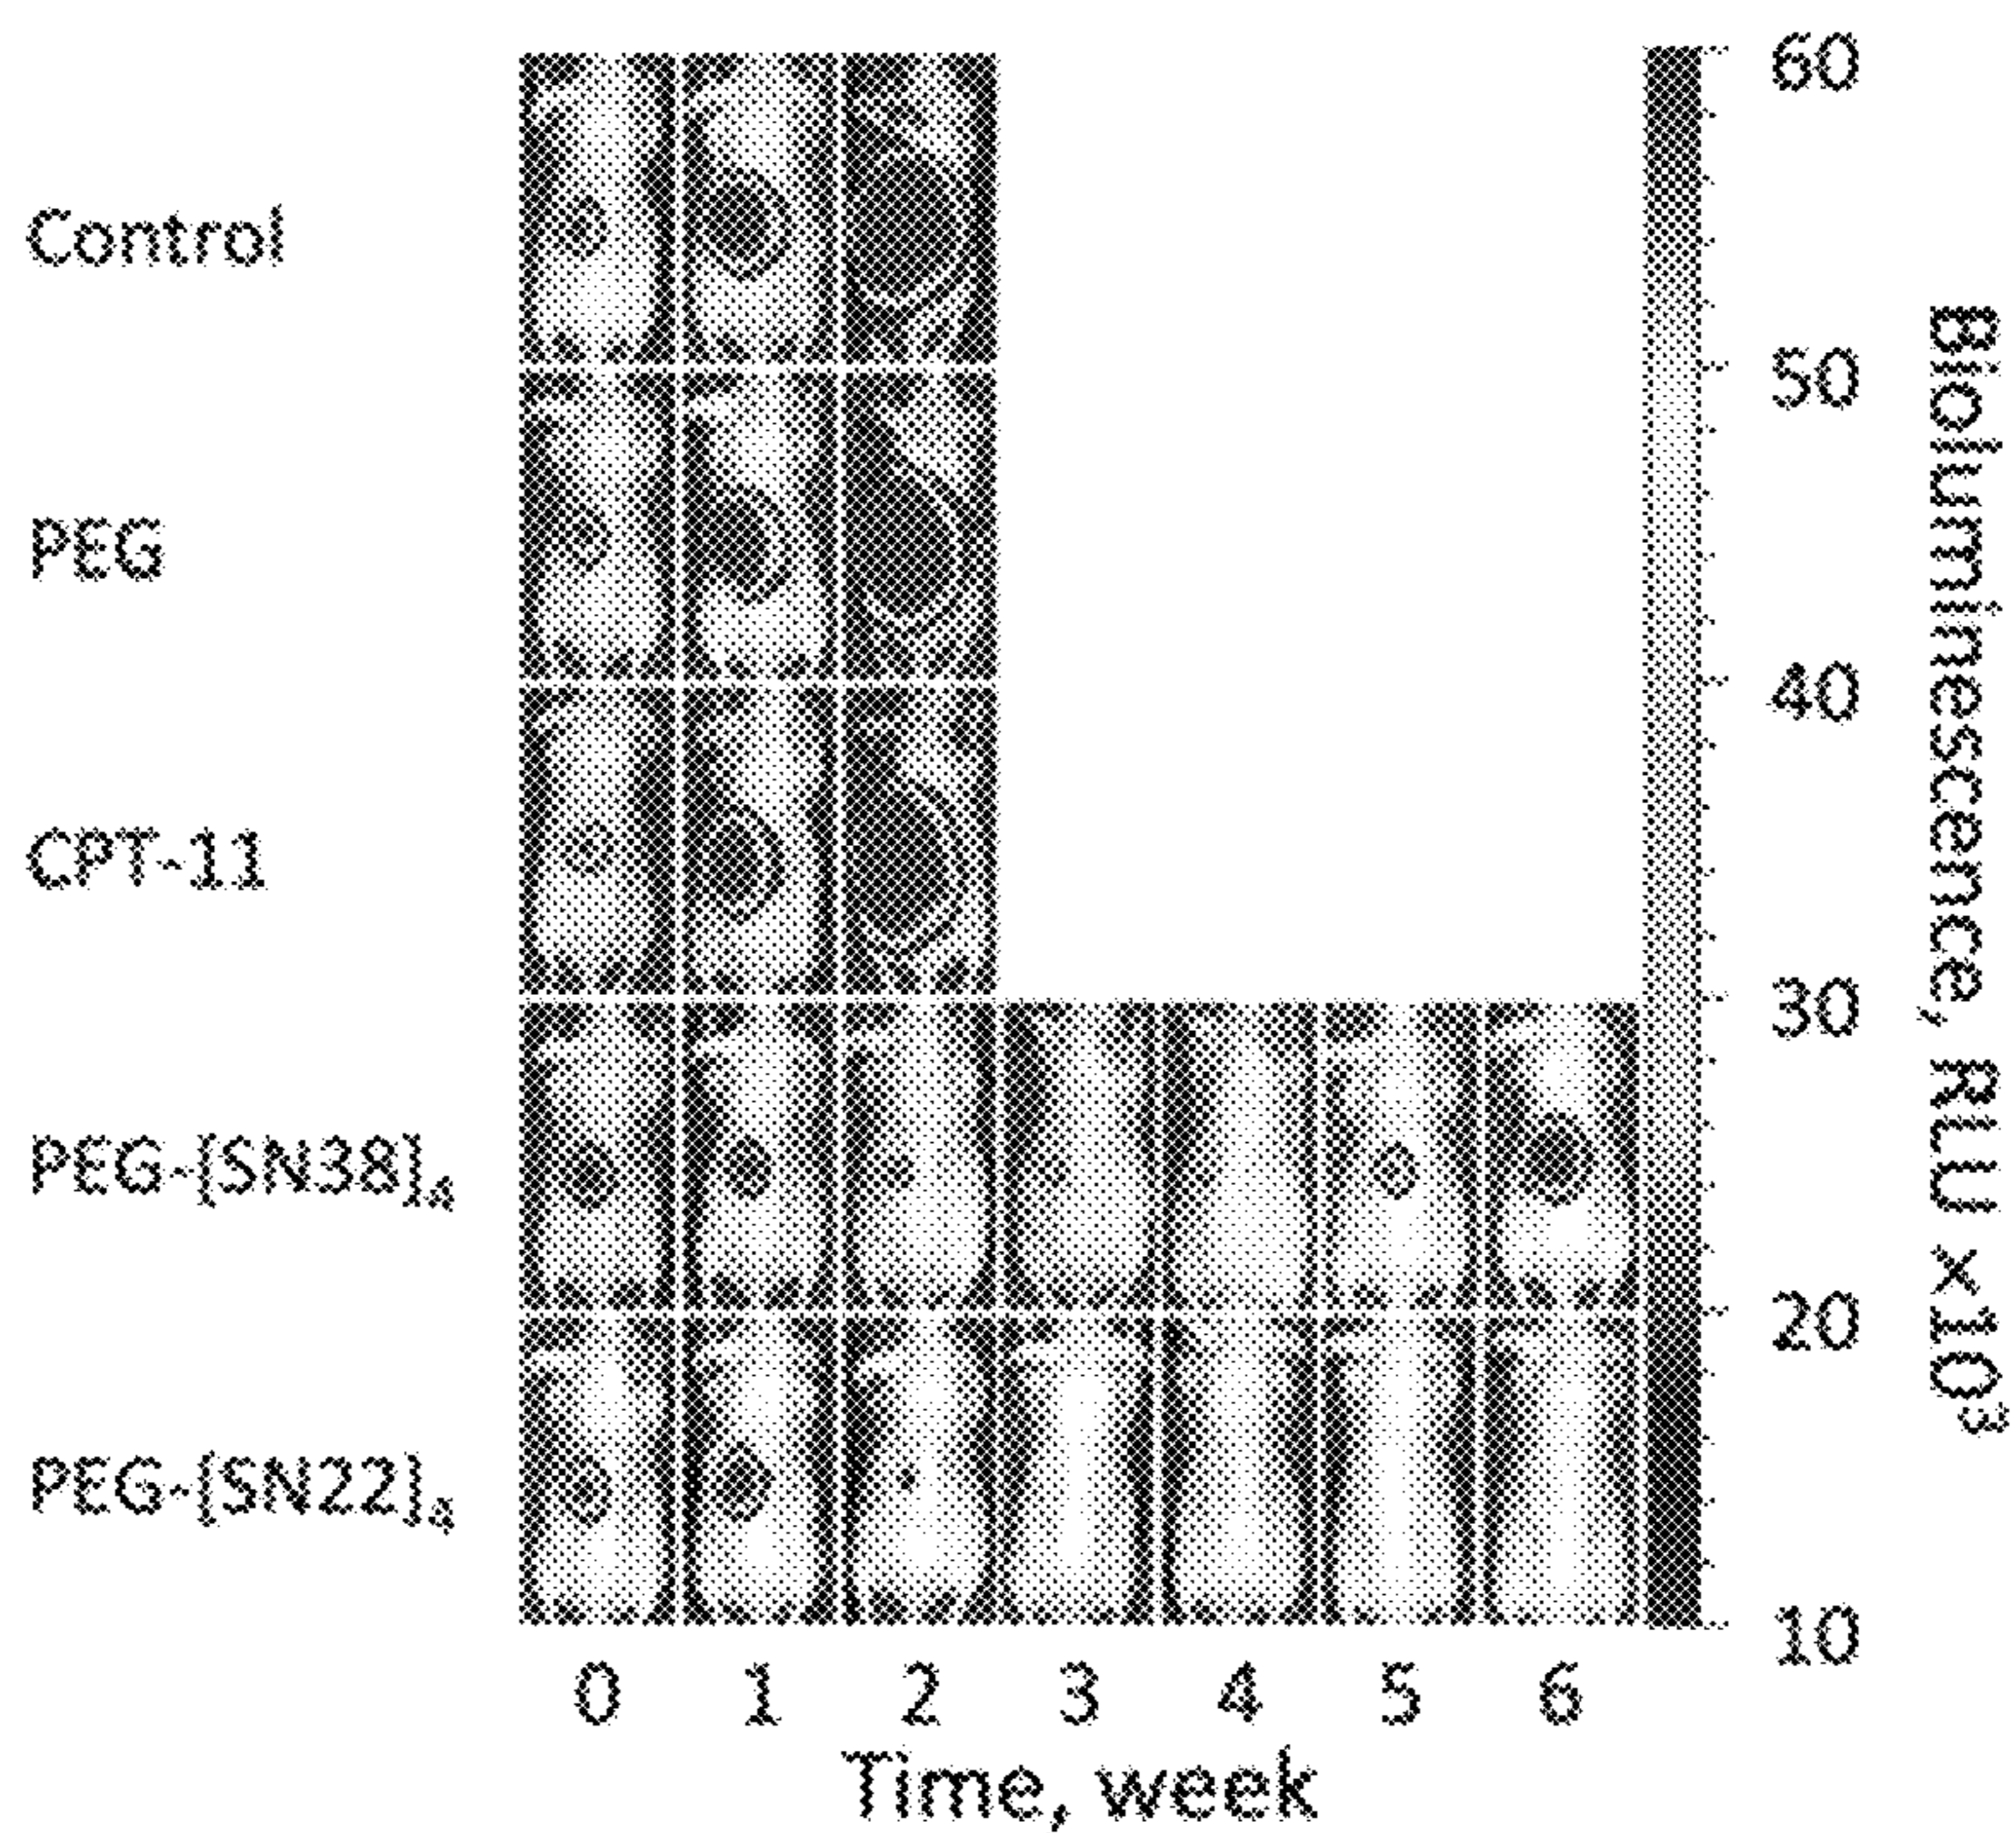 Control
PEG
CPT-11
PEG-[SN38]₄
PEG-[SN22]₄
0 1 2 3 4 5 6
Time, week
60
50
40
30
20
10
Bioluminescence, RLU x10³